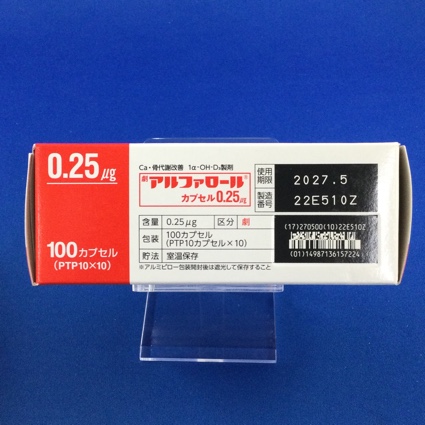 0.25μg
100カプセル
(PTP10×10)
Ca・骨代謝改善 1α-OH-D₃製剤
劇 アルファロール®
カプセル0.25μg
含量 0.25μg 区分 劇
包装 100カプセル
(PTP10カプセル×10)
貯法 室温保存
※アルミピロー包装開封後は遮光して保存すること
使用期限 2027.5
製造番号 22E510Z
(17)270500(10)22E510Z
(01)14987136157224